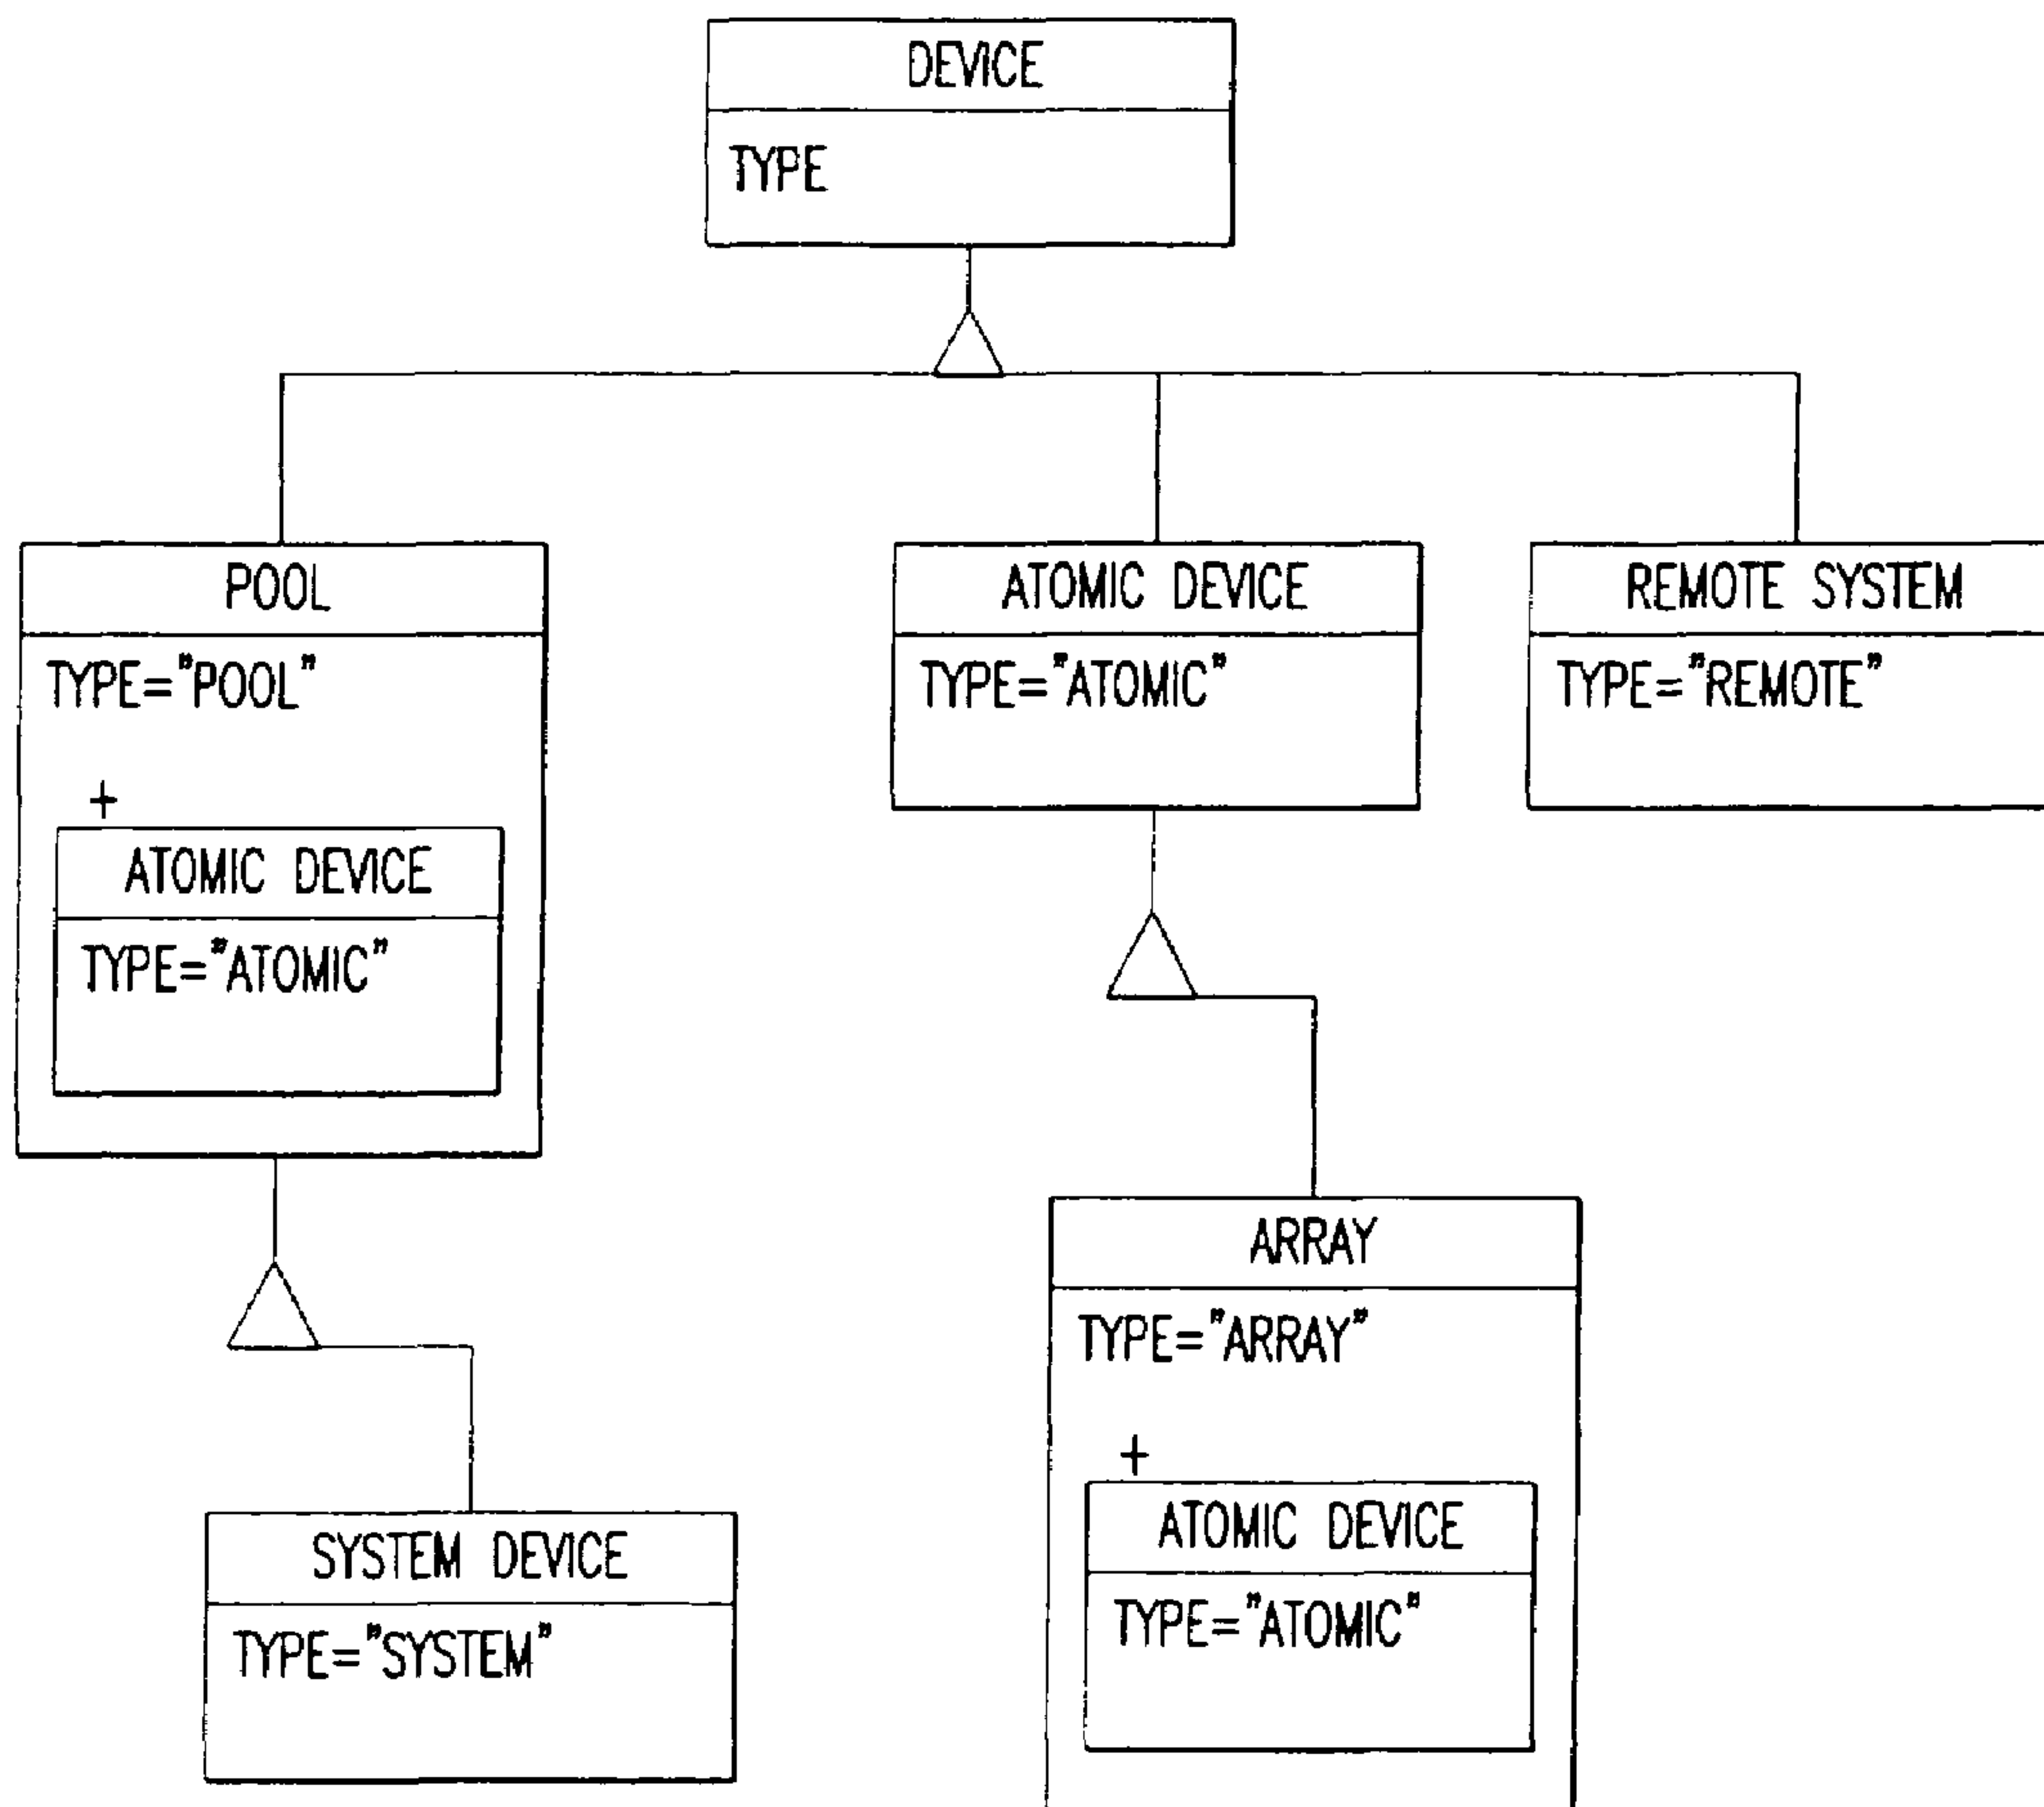 DEVICE
TYPE
POOL
TYPE="POOL"
+
ATOMIC DEVICE
TYPE="ATOMIC"
ATOMIC DEVICE
TYPE="ATOMIC"
REMOTE SYSTEM
TYPE="REMOTE"
SYSTEM DEVICE
TYPE="SYSTEM"
ARRAY
TYPE="ARRAY"
+
ATOMIC DEVICE
TYPE="ATOMIC"